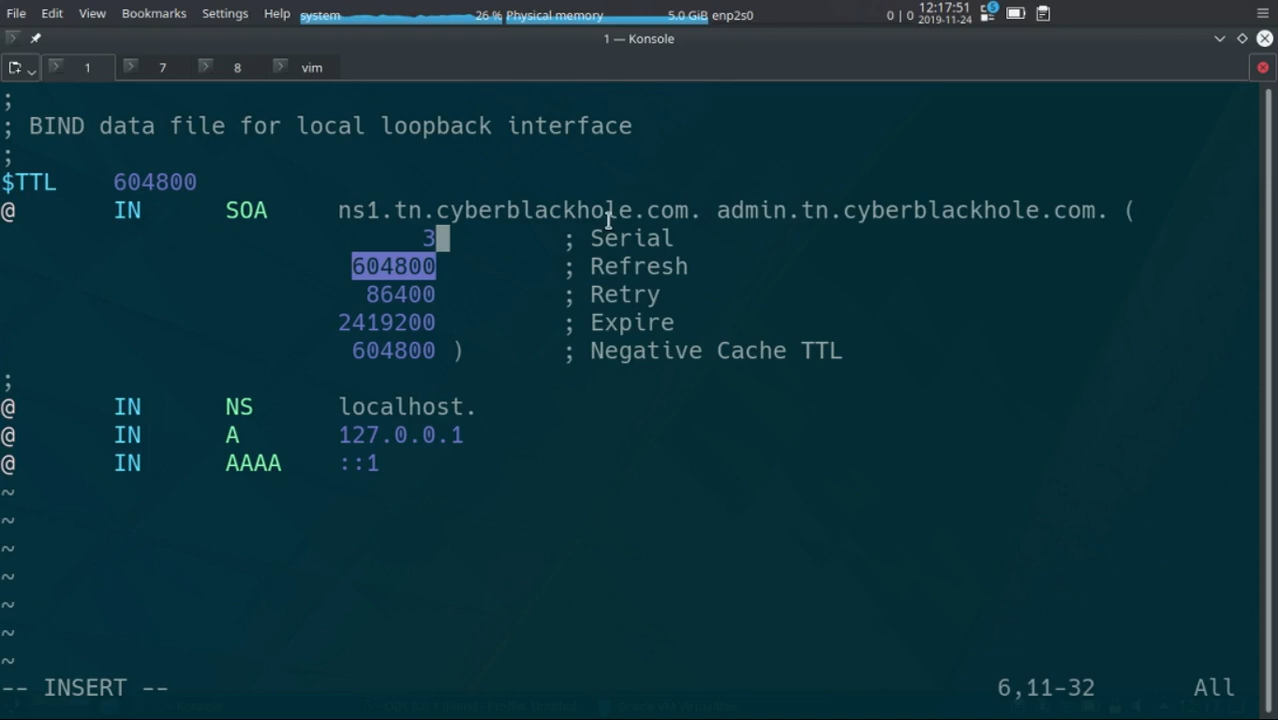 File Edit View Bookmarks Settings Help system 26 % Physical memory 5.0 GiB enp2s0 0 | 0 12:17:51 2019-11-24 5
1 — Konsole
1 7 8 vim
;
; BIND data file for local loopback interface
;
$TTL 604800
@ IN SOA ns1.tn.cyberblackhole.com. admin.tn.cyberblackhole.com. (
3 ; Serial
604800 ; Refresh
86400 ; Retry
2419200 ; Expire
604800 ) ; Negative Cache TTL
;
@ IN NS localhost.
@ IN A 127.0.0.1
@ IN AAAA ::1
~
~
~
~
~
~
~
-- INSERT -- 6,11-32 All